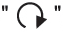 " ↻ "